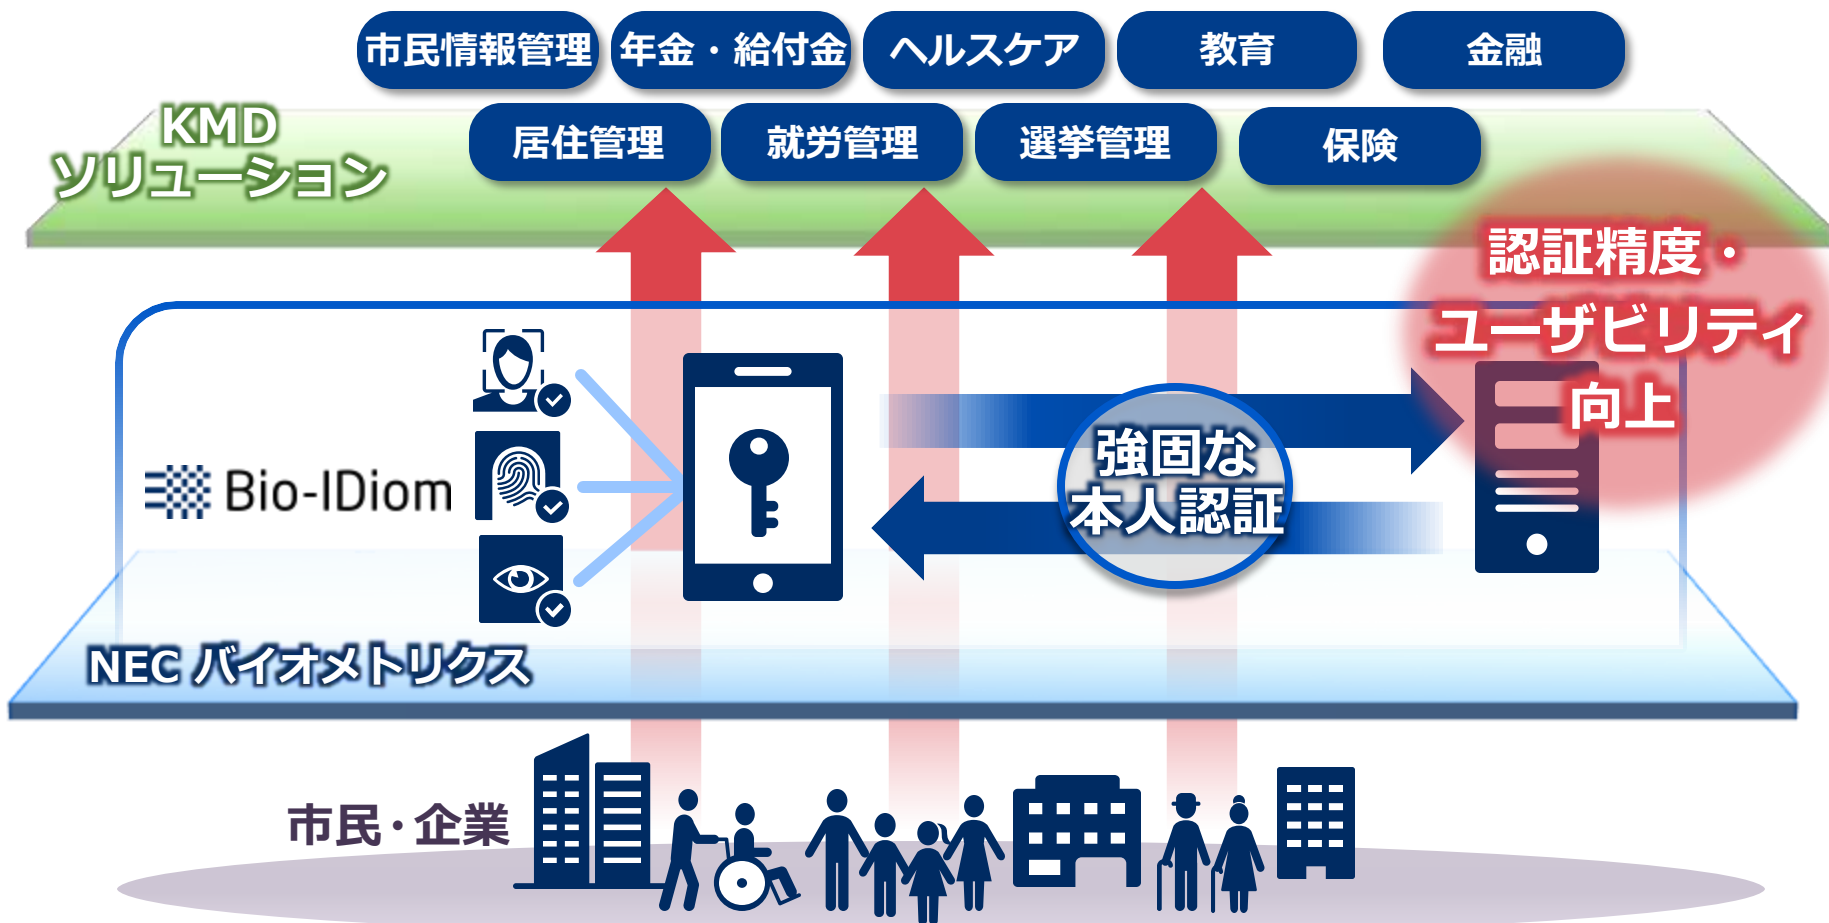 市民情報管理
年金・給付金
ヘルスケア
教育
金融
KMD
ソリューション
居住管理
就労管理
選挙管理
保険
認証精度・
ユーザビリティ
向上
Bio-IDiom
強固な
本人認証
NEC バイオメトリクス
市民・企業